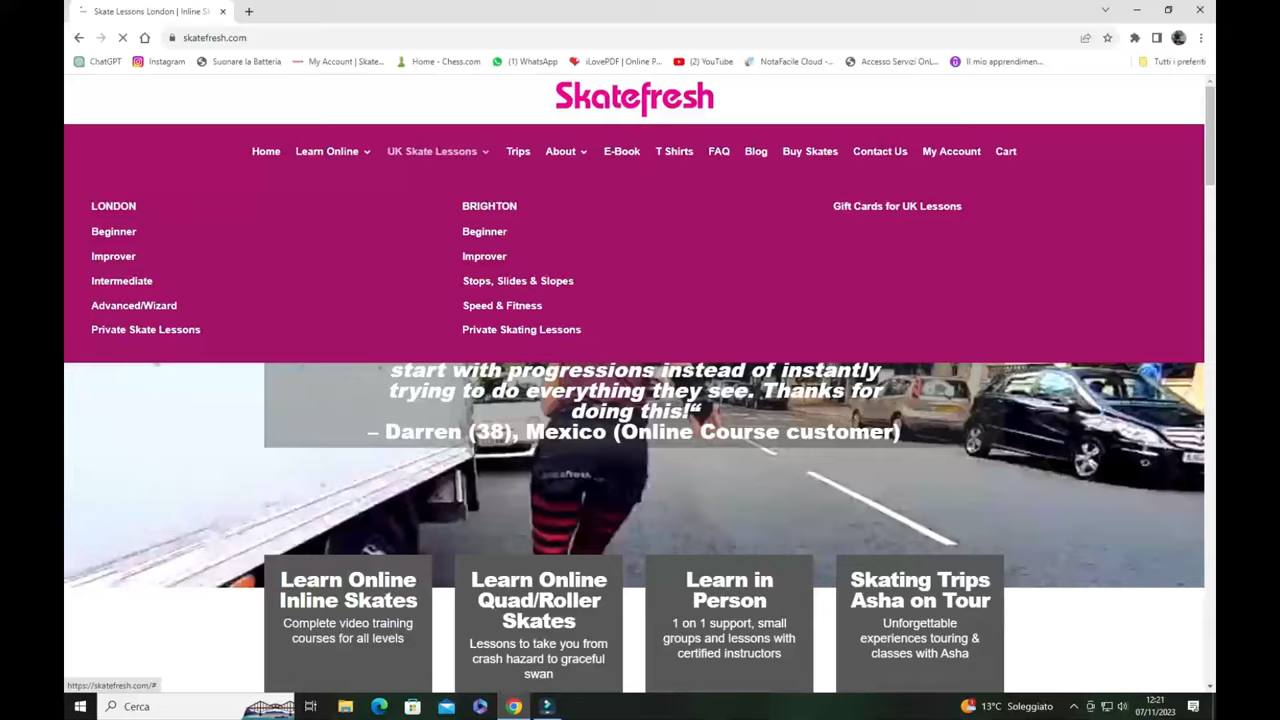 Skate Lessons London | Inline S
skatefresh.com
ChatGPT
Instagram
Suonare la Batteria
My Account | Skate...
Home - Chess.com
(1) WhatsApp
iLovePDF | Online P...
(2) YouTube
NotaFacile Cloud -...
Accesso Servizi OnL...
Il mio apprendimen...
Tutti i preferiti
Skatefresh
Home
Learn Online
UK Skate Lessons
Trips
About
E-Book
T Shirts
FAQ
Blog
Buy Skates
Contact Us
My Account
Cart
LONDON
Beginner
Improver
Intermediate
Advanced/Wizard
Private Skate Lessons
BRIGHTON
Beginner
Improver
Stops, Slides & Slopes
Speed & Fitness
Private Skating Lessons
Gift Cards for UK Lessons
start with progressions instead of instantly
trying to do everything they see. Thanks for
doing this!“
– Darren (38), Mexico (Online Course customer)
skatefresh
Learn Online
Inline Skates
Complete video training
courses for all levels
Learn Online
Quad/Roller
Skates
Lessons to take you from
crash hazard to graceful
swan
Learn in
Person
1 on 1 support, small
groups and lessons with
certified instructors
Skating Trips
Asha on Tour
Unforgettable
experiences touring &
classes with Asha
https://skatefresh.com/#
Cerca
13°C Soleggiato
12:21
07/11/2023